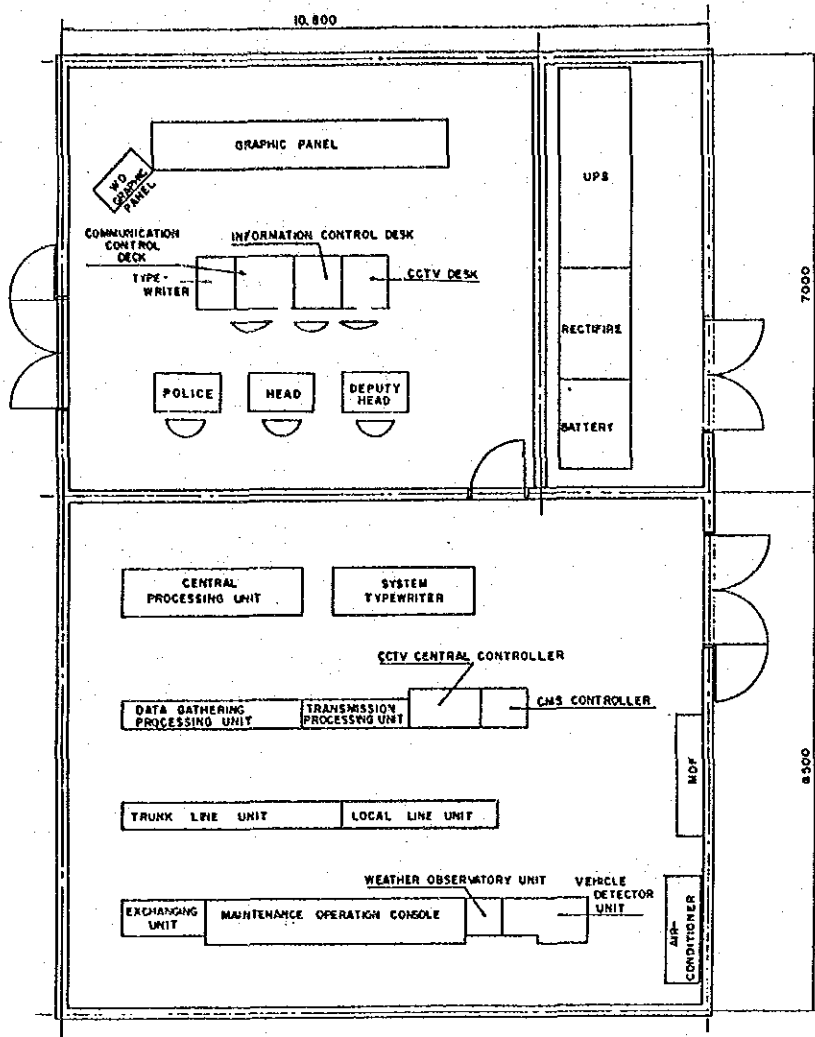 10,800
GRAPHIC PANEL
WD
GRAPHIC
PANEL
UPS
COMMUNICATION
CONTROL
DECK
INFORMATION CONTROL DESK
TYPE-
WRITER
CCTV DESK
7000
RECTIFIRE
POLICE
HEAD
DEPUTY
HEAD
BATTERY
CENTRAL
PROCESSING UNIT
SYSTEM
TYPEWRITER
CCTV CENTRAL CONTROLLER
DATA GATHERING
PROCESSING UNIT
TRANSMISSION
PROCESSING UNIT
CMS CONTROLLER
MDF
8500
TRUNK LINE UNIT
LOCAL LINE UNIT
WEATHER OBSERVATORY UNIT
VEHICLE
DETECTOR
UNIT
EXCHANGING
UNIT
MAINTENANCE OPERATION CONSOLE
AIR-
CONDITIONER